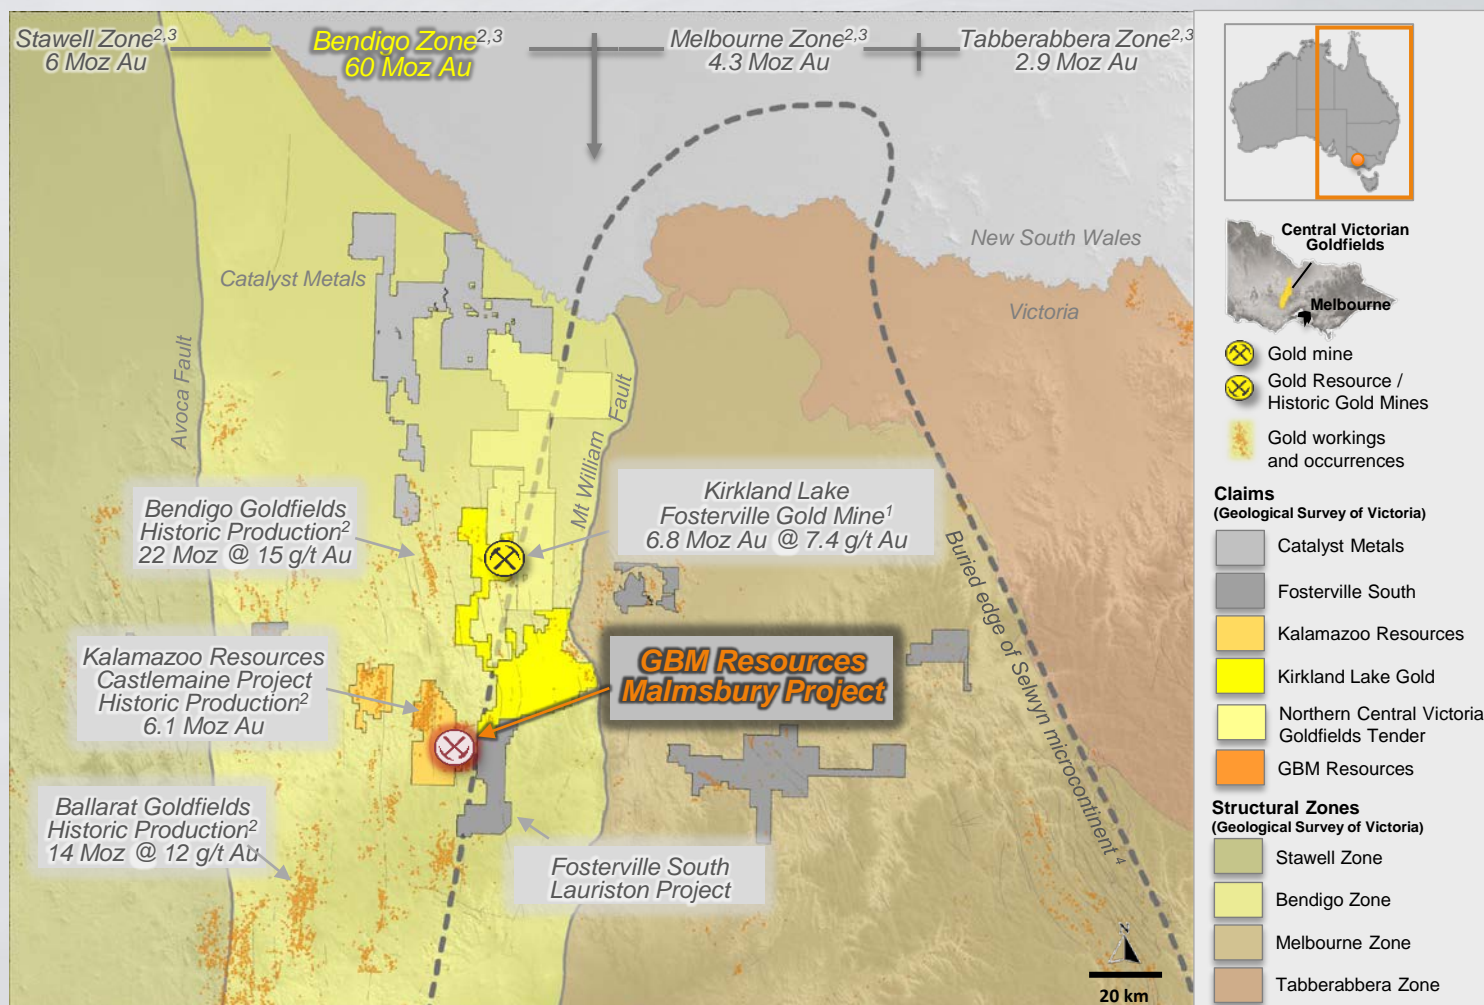 Stawell Zone2,3
6 Moz Au
Bendigo Zone2,3
60 Moz Au
Melbourne Zone2,3
4.3 Moz Au
Tabberabbera Zone2,3
2.9 Moz Au
New South Wales
Victoria
Catalyst Metals
Avoca Fault
Mt William Fault
Bendigo Goldfields
Historic Production2
22 Moz @ 15 g/t Au
Kirkland Lake
Fosterville Gold Mine1
6.8 Moz Au @ 7.4 g/t Au
Buried edge of Selwyn microcontinent 4
Kalamazoo Resources
Castlemaine Project
Historic Production2
6.1 Moz Au
GBM Resources
Malmsbury Project
Ballarat Goldfields
Historic Production2
14 Moz @ 12 g/t Au
Fosterville South
Lauriston Project
N
20 km
Central Victorian
Goldfields
Melbourne
Gold mine
Gold Resource /
Historic Gold Mines
Gold workings
and occurrences
Claims
(Geological Survey of Victoria)
Catalyst Metals
Fosterville South
Kalamazoo Resources
Kirkland Lake Gold
Northern Central Victoria
Goldfields Tender
GBM Resources
Structural Zones
(Geological Survey of Victoria)
Stawell Zone
Bendigo Zone
Melbourne Zone
Tabberabbera Zone